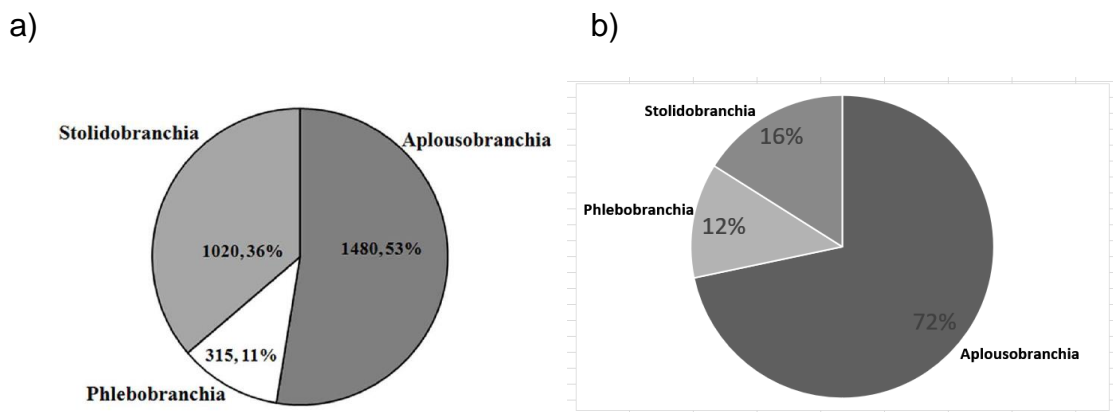 a)
b)
Stolidobranchia
Aplousobranchia
1020, 36%
1480, 53%
315, 11%
Phlebobranchia
Stolidobranchia
16%
Phlebobranchia
12%
72%
Aplousobranchia